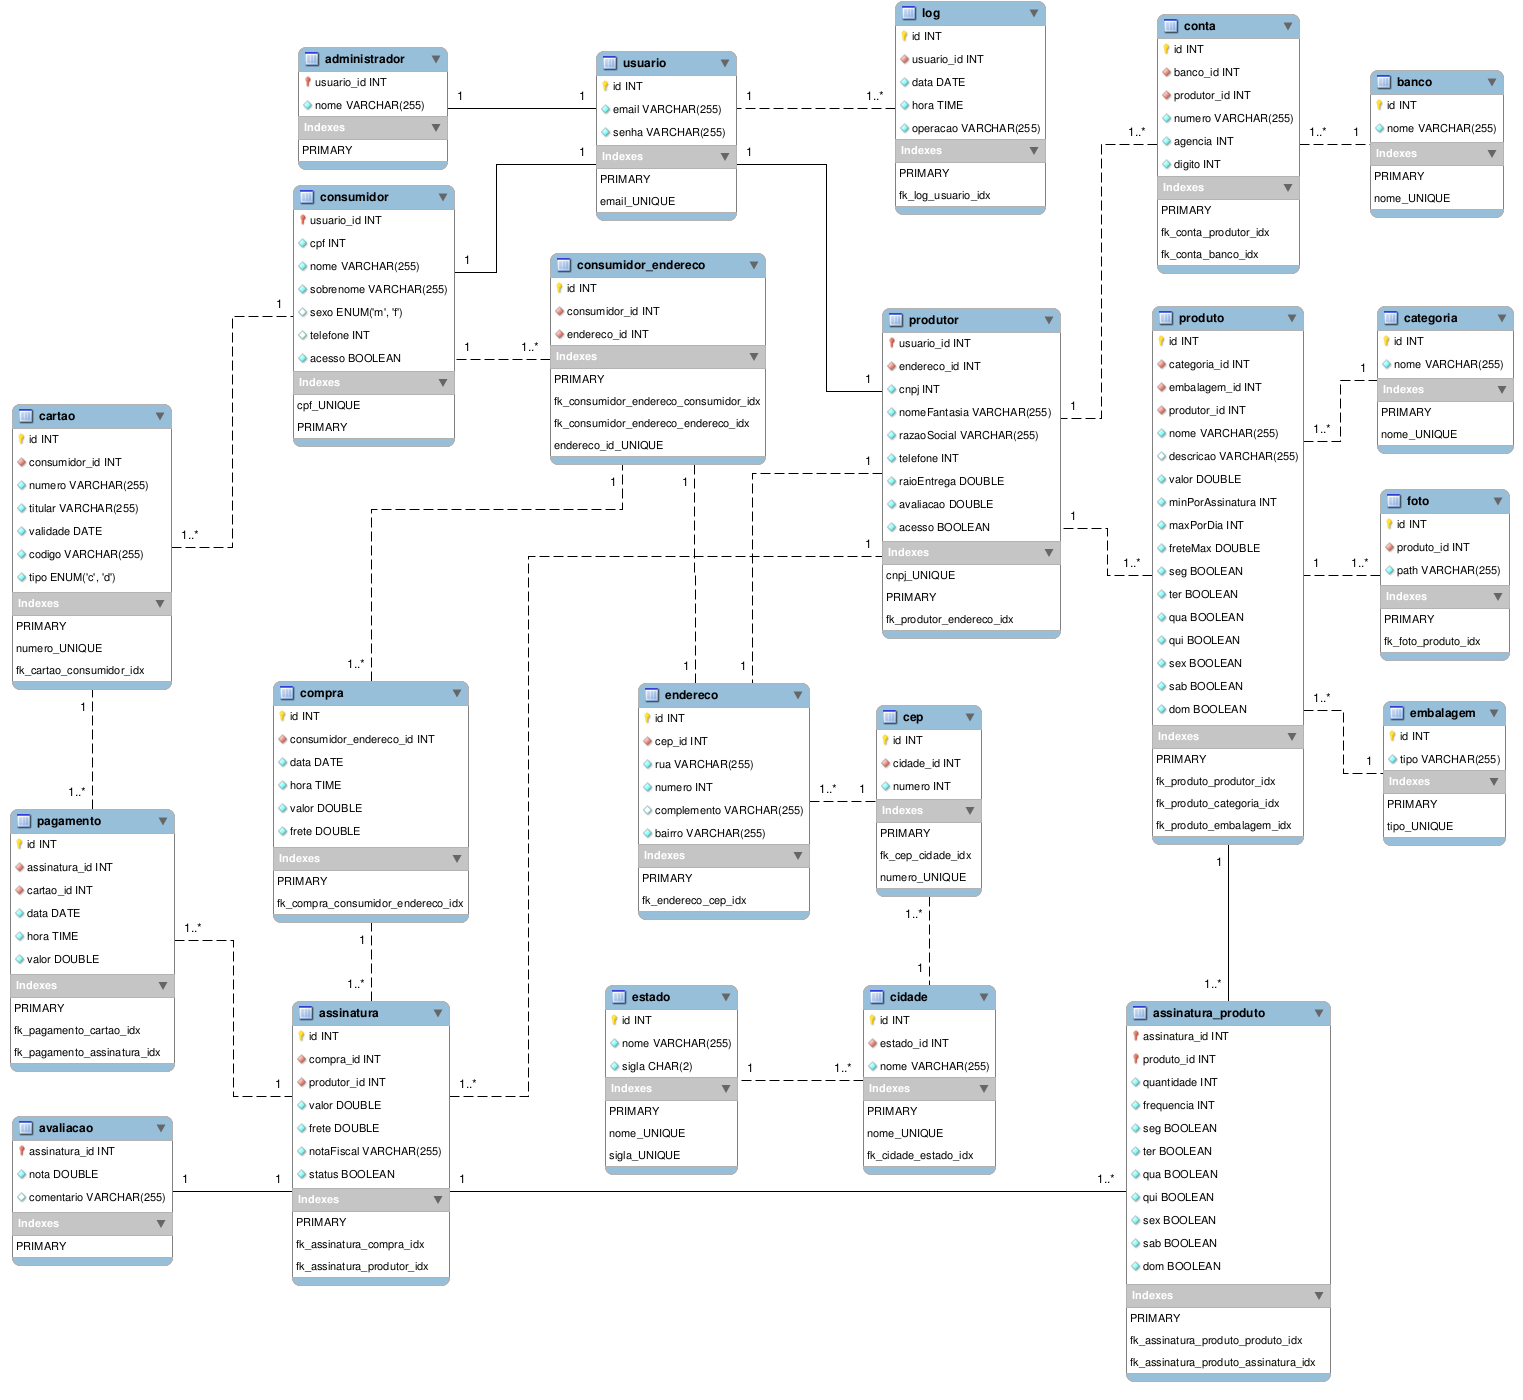 administrador
usuario_id INT
nome VARCHAR(255)
Indexes
PRIMARY
usuario
id INT
email VARCHAR(255)
senha VARCHAR(255)
Indexes
PRIMARY
email_UNIQUE
log
id INT
usuario_id INT
data DATE
hora TIME
operacao VARCHAR(255)
Indexes
PRIMARY
fk_log_usuario_idx
conta
id INT
banco_id INT
produtor_id INT
numero VARCHAR(255)
agencia INT
digito INT
Indexes
PRIMARY
fk_conta_produtor_idx
fk_conta_banco_idx
banco
id INT
nome VARCHAR(255)
Indexes
PRIMARY
nome_UNIQUE
consumidor
usuario_id INT
cpf INT
nome VARCHAR(255)
sobrenome VARCHAR(255)
sexo ENUM('m', 'f')
telefone INT
acesso BOOLEAN
Indexes
cpf_UNIQUE
PRIMARY
consumidor_endereco
id INT
consumidor_id INT
endereco_id INT
Indexes
PRIMARY
fk_consumidor_endereco_consumidor_idx
fk_consumidor_endereco_endereco_idx
endereco_id_UNIQUE
produtor
usuario_id INT
endereco_id INT
cnpj INT
nomeFantasia VARCHAR(255)
razaoSocial VARCHAR(255)
telefone INT
raioEntrega DOUBLE
avaliacao DOUBLE
acesso BOOLEAN
Indexes
cnpj_UNIQUE
PRIMARY
fk_produtor_endereco_idx
produto
id INT
categoria_id INT
embalagem_id INT
produtor_id INT
nome VARCHAR(255)
descricao VARCHAR(255)
valor DOUBLE
minPorAssinatura INT
maxPorDia INT
freteMax DOUBLE
seg BOOLEAN
ter BOOLEAN
qua BOOLEAN
qui BOOLEAN
sex BOOLEAN
sab BOOLEAN
dom BOOLEAN
Indexes
PRIMARY
fk_produto_produtor_idx
fk_produto_categoria_idx
fk_produto_embalagem_idx
categoria
id INT
nome VARCHAR(255)
Indexes
PRIMARY
nome_UNIQUE
foto
id INT
produto_id INT
path VARCHAR(255)
Indexes
PRIMARY
fk_foto_produto_idx
embalagem
id INT
tipo VARCHAR(255)
Indexes
PRIMARY
tipo_UNIQUE
cartao
id INT
consumidor_id INT
numero VARCHAR(255)
titular VARCHAR(255)
validade DATE
codigo VARCHAR(255)
tipo ENUM('c', 'd')
Indexes
PRIMARY
numero_UNIQUE
fk_cartao_consumidor_idx
compra
id INT
consumidor_endereco_id INT
data DATE
hora TIME
valor DOUBLE
frete DOUBLE
Indexes
PRIMARY
fk_compra_consumidor_endereco_idx
endereco
id INT
cep_id INT
rua VARCHAR(255)
numero INT
complemento VARCHAR(255)
bairro VARCHAR(255)
Indexes
PRIMARY
fk_endereco_cep_idx
cep
id INT
cidade_id INT
numero INT
Indexes
PRIMARY
fk_cep_cidade_idx
numero_UNIQUE
pagamento
id INT
assinatura_id INT
cartao_id INT
data DATE
hora TIME
valor DOUBLE
Indexes
PRIMARY
fk_pagamento_cartao_idx
fk_pagamento_assinatura_idx
assinatura
id INT
compra_id INT
produtor_id INT
valor DOUBLE
frete DOUBLE
notaFiscal VARCHAR(255)
status BOOLEAN
Indexes
PRIMARY
fk_assinatura_compra_idx
fk_assinatura_produtor_idx
estado
id INT
nome VARCHAR(255)
sigla CHAR(2)
Indexes
PRIMARY
nome_UNIQUE
sigla_UNIQUE
cidade
id INT
estado_id INT
nome VARCHAR(255)
Indexes
PRIMARY
nome_UNIQUE
fk_cidade_estado_idx
avaliacao
assinatura_id INT
nota DOUBLE
comentario VARCHAR(255)
Indexes
PRIMARY
assinatura_produto
assinatura_id INT
produto_id INT
quantidade INT
frequencia INT
seg BOOLEAN
ter BOOLEAN
qua BOOLEAN
qui BOOLEAN
sex BOOLEAN
sab BOOLEAN
dom BOOLEAN
Indexes
PRIMARY
fk_assinatura_produto_produto_idx
fk_assinatura_produto_assinatura_idx
1
1
1
1..*
1
1
1
1
1..*
1
1..*
1
1
1..*
1
1..*
1
1..*
1
1..*
1
1..*
1
1..*
1
1
1
1
1..*
1
1..*
1
1..*
1
1..*
1
1..*
1
1..*
1
1..*
1
1..*
1
1
1
1..*
1
1..*